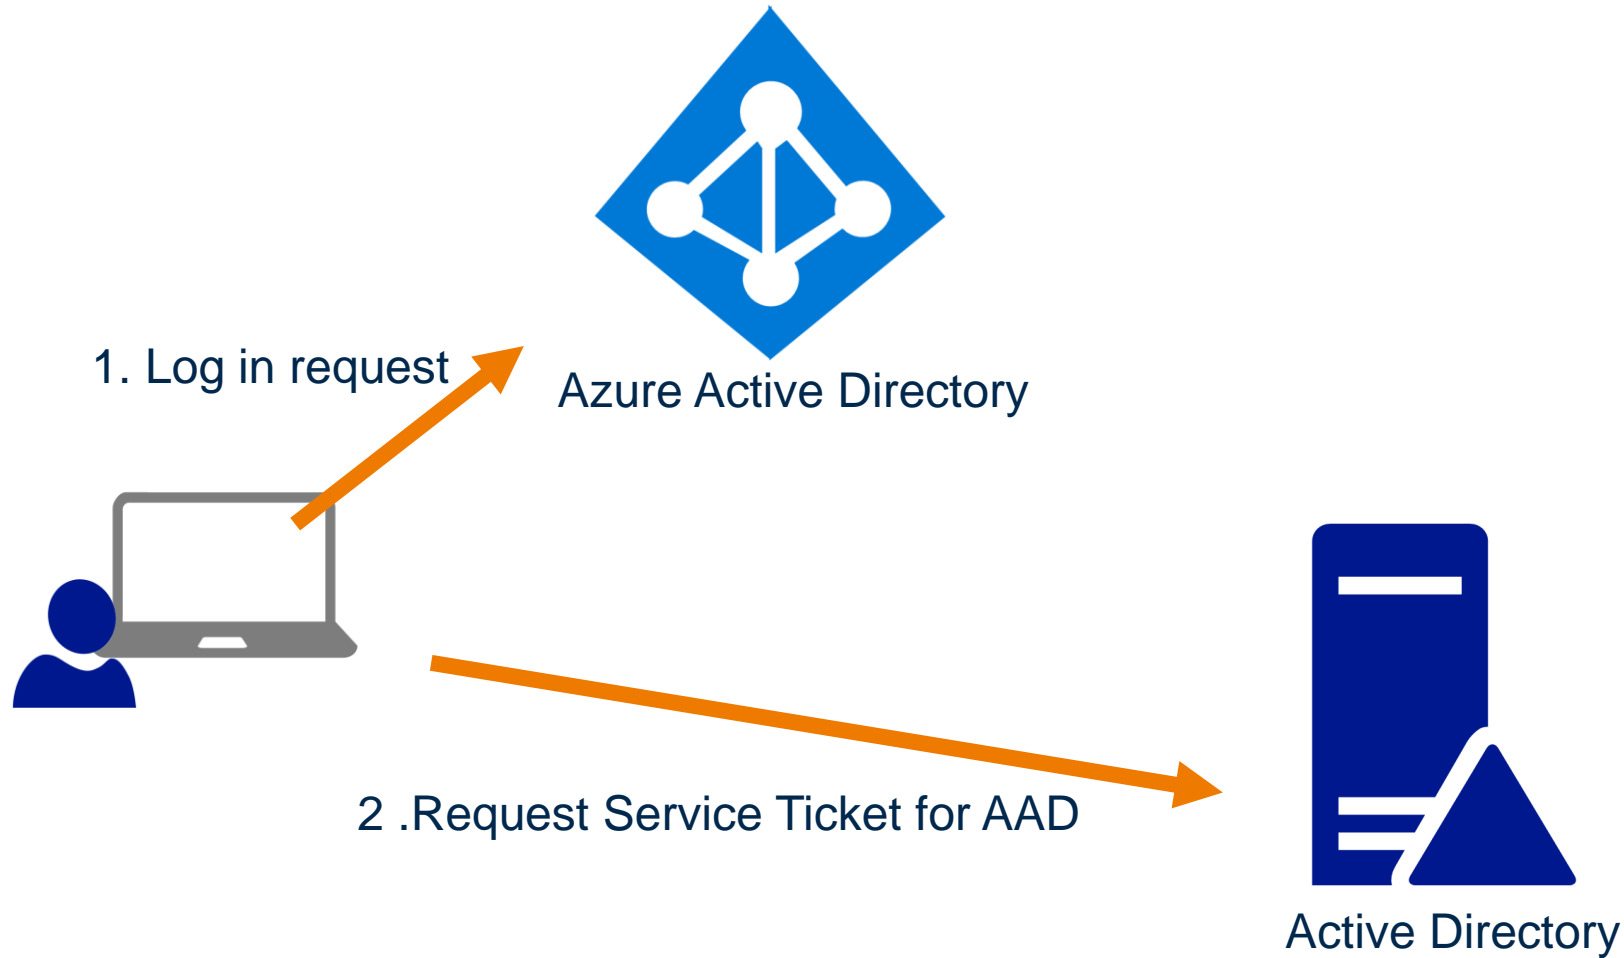 1. Log in request
Azure Active Directory
2 .Request Service Ticket for AAD
Active Directory